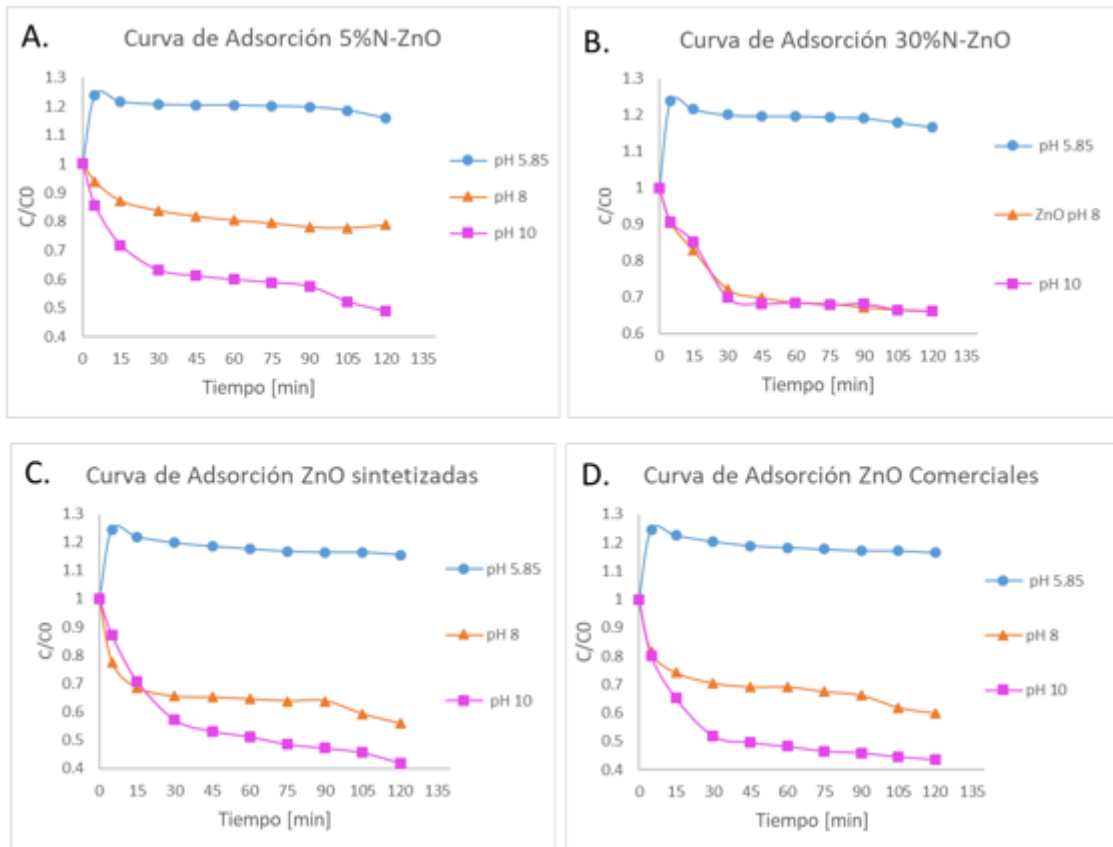 A.
Curva de Adsorción 5%N-ZnO
1.3
1.2
1.1
1
0.9
0.8
0.7
0.6
0.5
0.4
C/C0
0 15 30 45 60 75 90 105 120 135
Tiempo [min]
pH 5.85
pH 8
pH 10
B.
Curva de Adsorción 30%N-ZnO
1.3
1.2
1.1
1
0.9
0.8
0.7
0.6
C/C0
0 15 30 45 60 75 90 105 120 135
Tiempo [min]
pH 5.85
ZnO pH 8
pH 10
C.
Curva de Adsorción ZnO sintetizadas
1.3
1.2
1.1
1
0.9
0.8
0.7
0.6
0.5
0.4
C/C0
0 15 30 45 60 75 90 105 120 135
Tiempo [min]
pH 5.85
pH 8
pH 10
D.
Curva de Adsorción ZnO Comerciales
1.3
1.2
1.1
1
0.9
0.8
0.7
0.6
0.5
0.4
C/C0
0 15 30 45 60 75 90 105 120 135
Tiempo [min]
pH 5.85
pH 8
pH 10